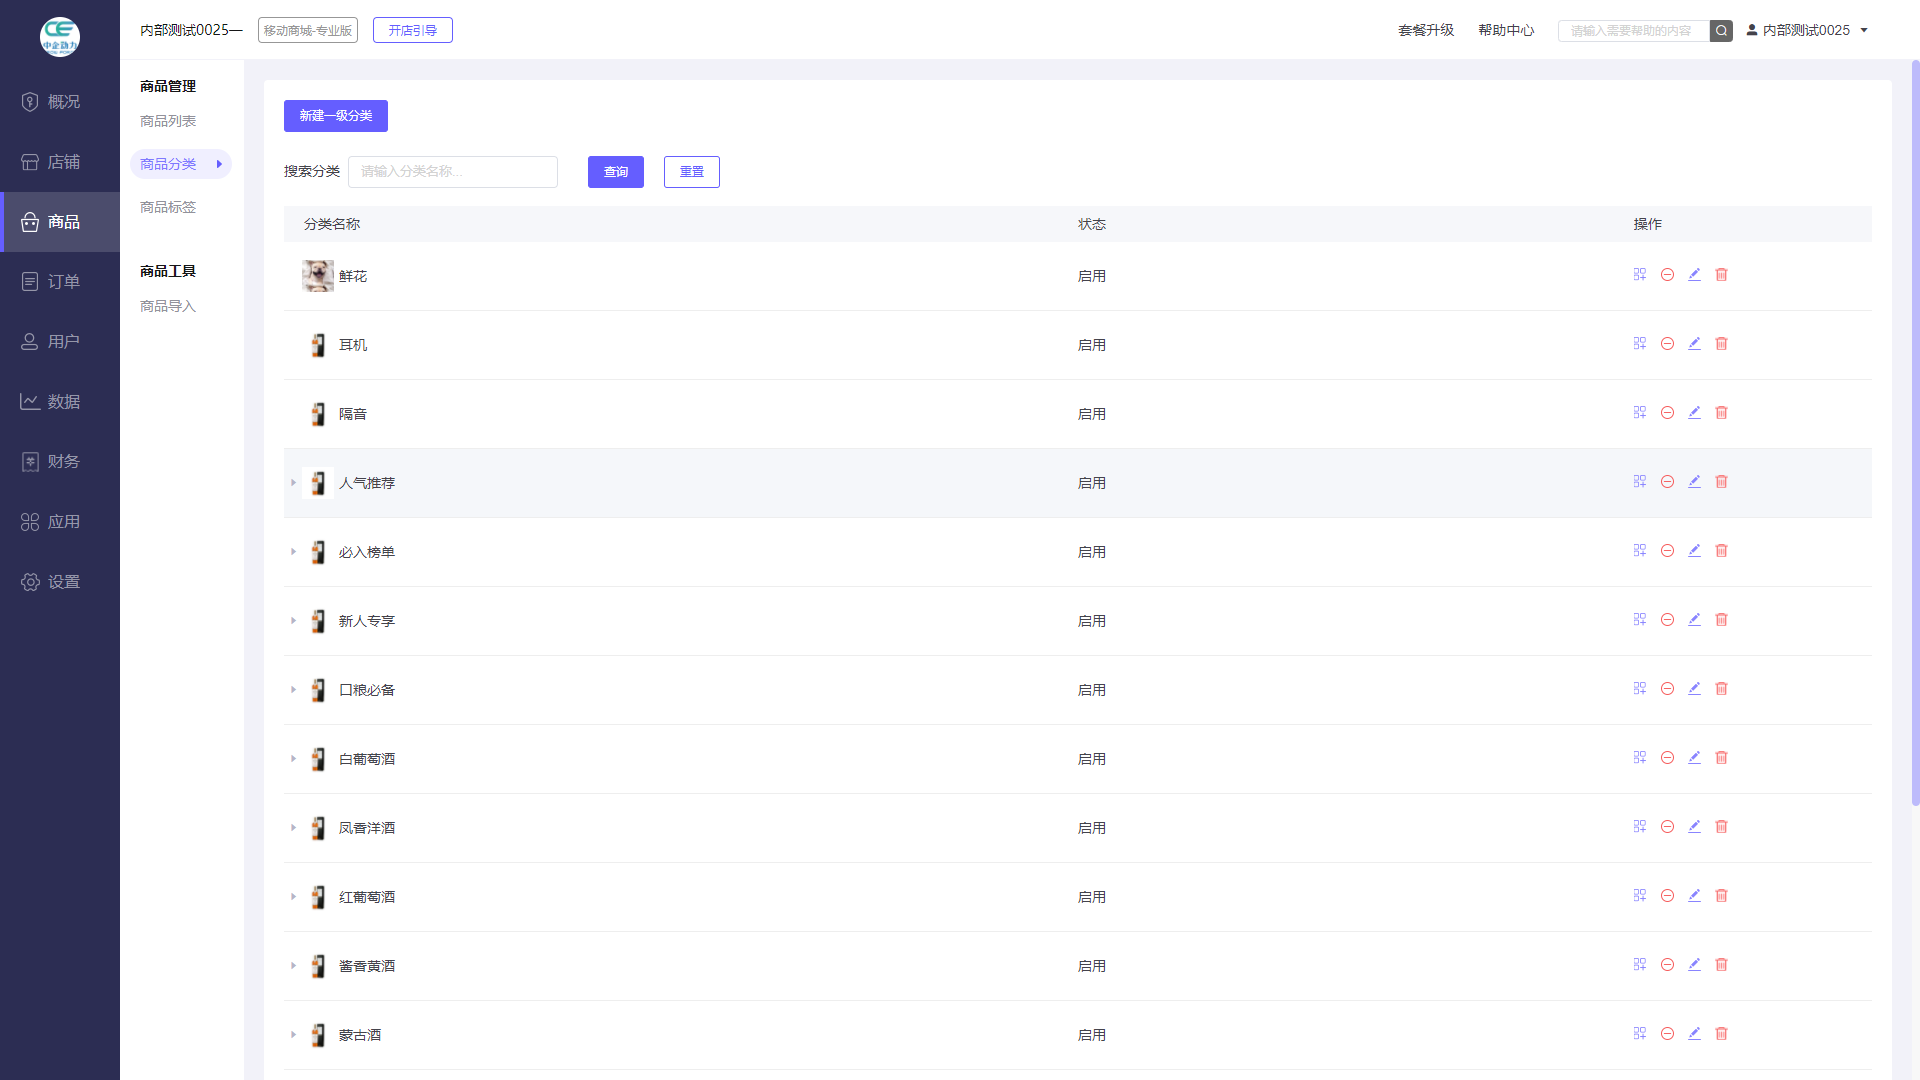 内部测试0025—
移动商城-专业版
开店引导
套餐升级
帮助中心
请输入需要帮助的内容
内部测试0025
中企动力
概况
店铺
商品
订单
用户
数据
财务
应用
设置
商品管理
商品列表
商品分类
商品标签
商品工具
商品导入
新建一级分类
搜索分类
请输入分类名称...
查询
重置
分类名称 状态 操作
鲜花 启用
耳机 启用
隔音 启用
人气推荐 启用
必入榜单 启用
新人专享 启用
口粮必备 启用
白葡萄酒 启用
凤香洋酒 启用
红葡萄酒 启用
酱香黄酒 启用
蒙古酒 启用